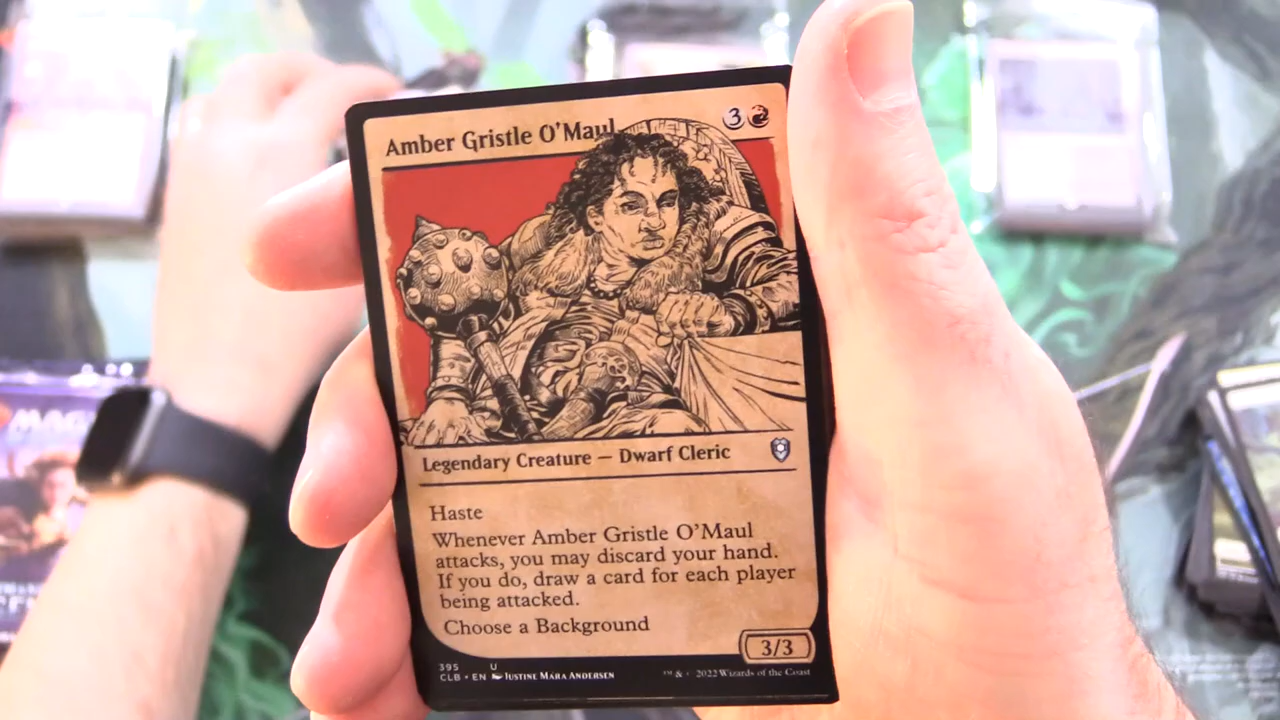 Amber Gristle O'Maul
3
Legendary Creature — Dwarf Cleric
Haste
Whenever Amber Gristle O'Maul
attacks, you may discard your hand.
If you do, draw a card for each player
being attacked.
Choose a Background
3/3
395 U
CLB • EN Justine Mara Andersen
™ & © 2022 Wizards of the Coast
MAG